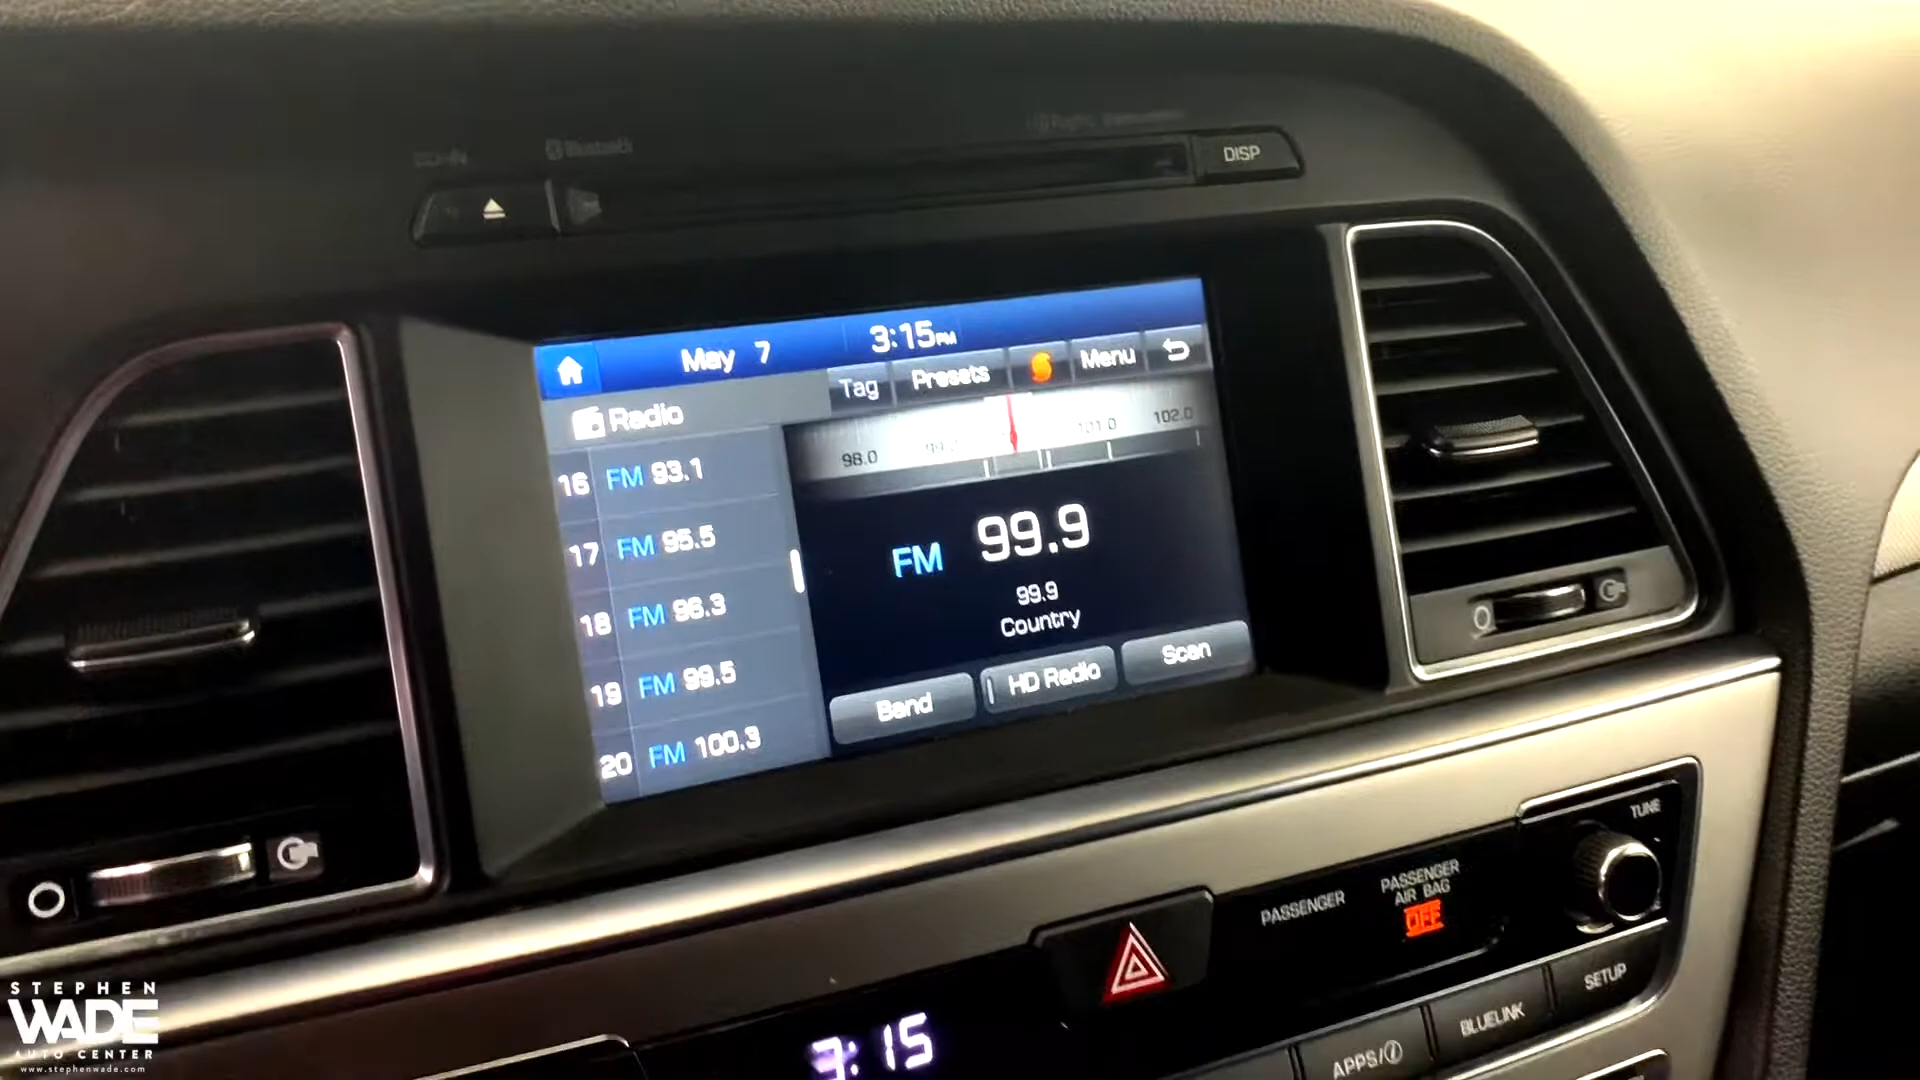 DISP
May 7 3:15PM
Radio
Tag Presets Menu
98.0 101.0 102.0
16 FM 93.1
17 FM 95.5
18 FM 96.3
19 FM 99.5
20 FM 100.3
FM 99.9
99.9
Country
Band HD Radio Scan
TUNE
PASSENGER
PASSENGER
AIR BAG
OFF
3:15
APPS/i BLUELINK SETUP
STEPHEN
WADE
AUTO CENTER
www.stephenwade.com